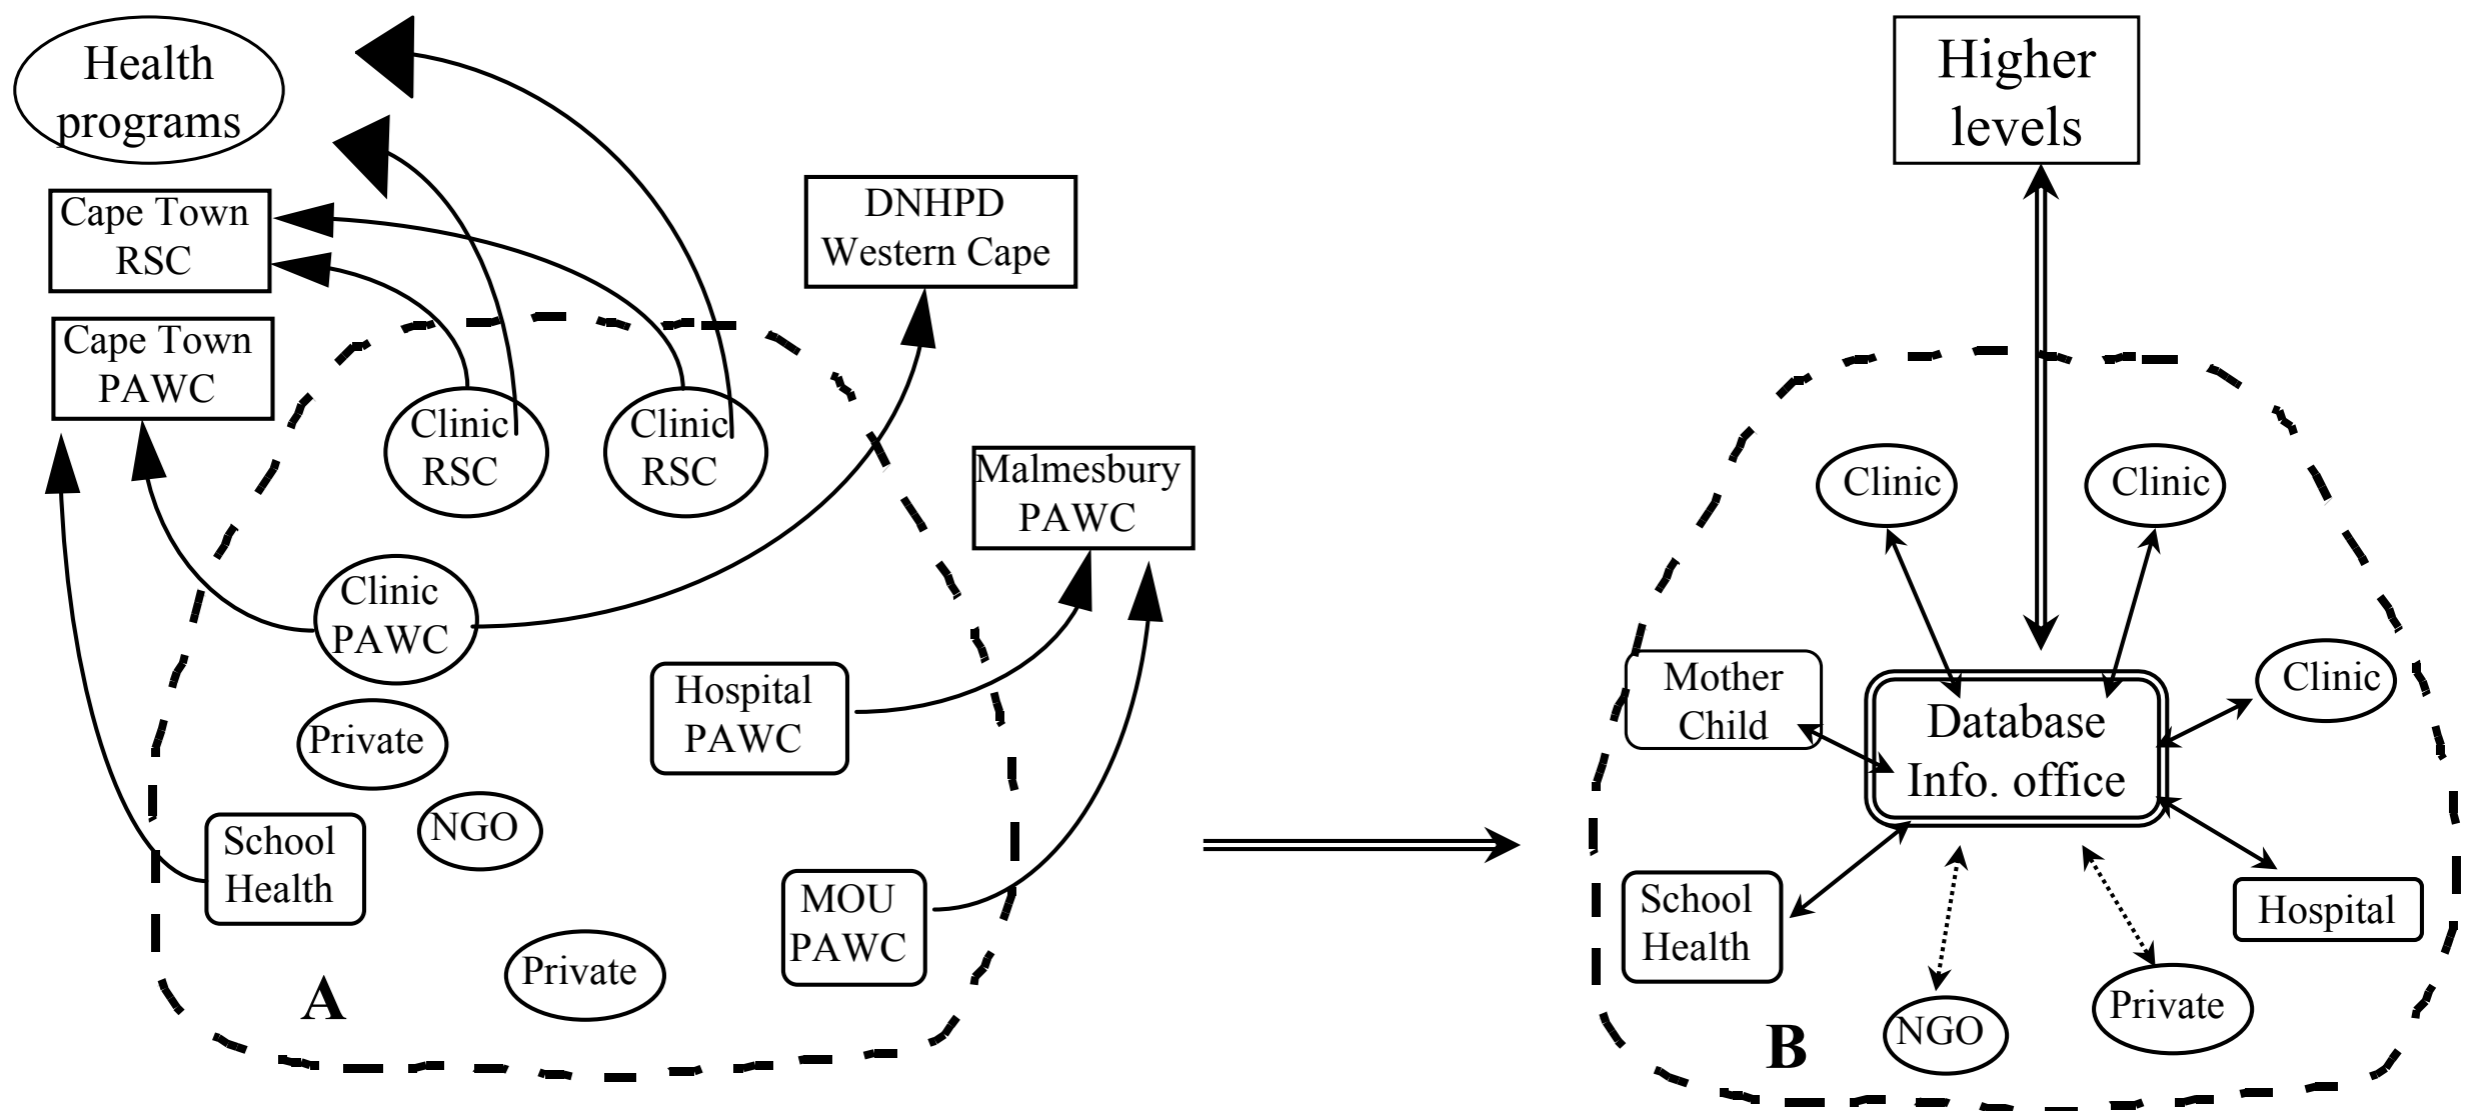 Health
programs
Cape Town
RSC
Cape Town
PAWC
DNHPD
Western Cape
Clinic
RSC
Clinic
RSC
Malmesbury
PAWC
Clinic
PAWC
Hospital
PAWC
Private
NGO
School
Health
MOU
PAWC
Private
A
Higher
levels
Clinic
Clinic
Clinic
Mother
Child
Database
Info. office
School
Health
Hospital
NGO
Private
B